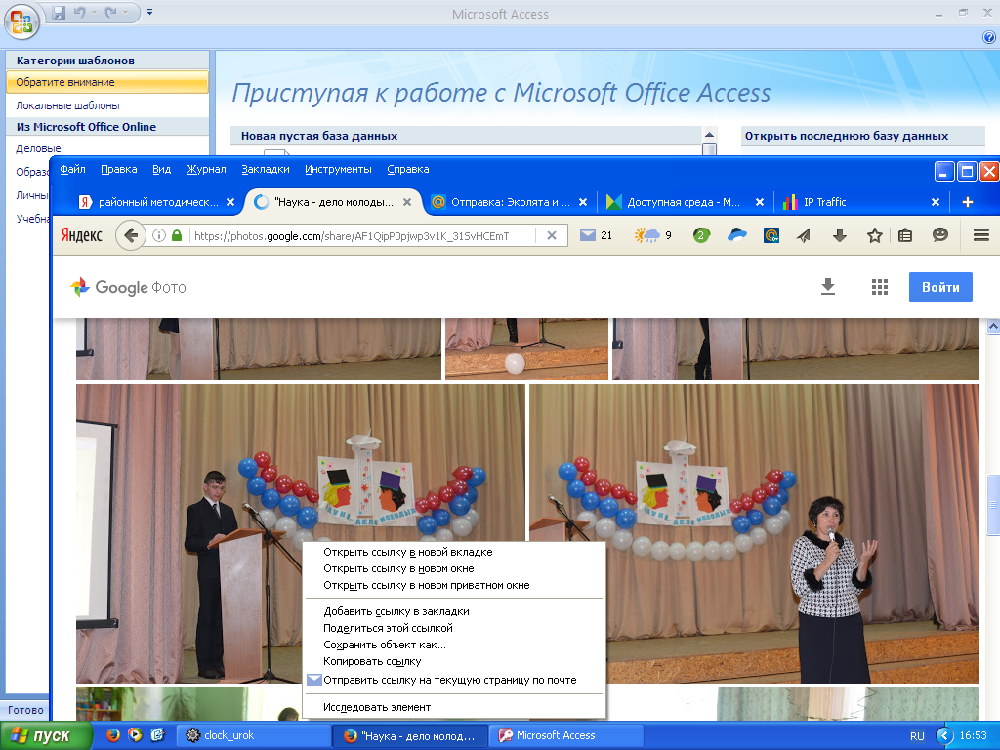 Microsoft Access
Категории шаблонов
Обратите внимание
Локальные шаблоны
Из Microsoft Office Online
Деловые
Личны
Учебна
Приступая к работе с Microsoft Office Access
Новая пустая база данных
Открыть последнюю базу данных
Файл Правка Вид Журнал Закладки Инструменты Справка
Я районный методическ...
"Наука - дело молоды...
Отправка: Эколята и ...
Доступная среда - M...
IP Traffic
Яндекс
https://photos.google.com/share/AF1QipP0pjwp3v1K_31SvHCEmT
21
9
2
Google Фото
Войти
НАУКА - ДЕЛО МОЛОДЫХ
Открыть ссылку в новой вкладке
Открыть ссылку в новом окне
Открыть ссылку в новом приватном окне
Добавить ссылку в закладки
Поделиться этой ссылкой
Сохранить объект как...
Копировать ссылку
Отправить ссылку на текущую страницу по почте
Исследовать элемент
Готово
пуск
clock_urok
"Наука - дело молод...
Microsoft Access
RU
16:53